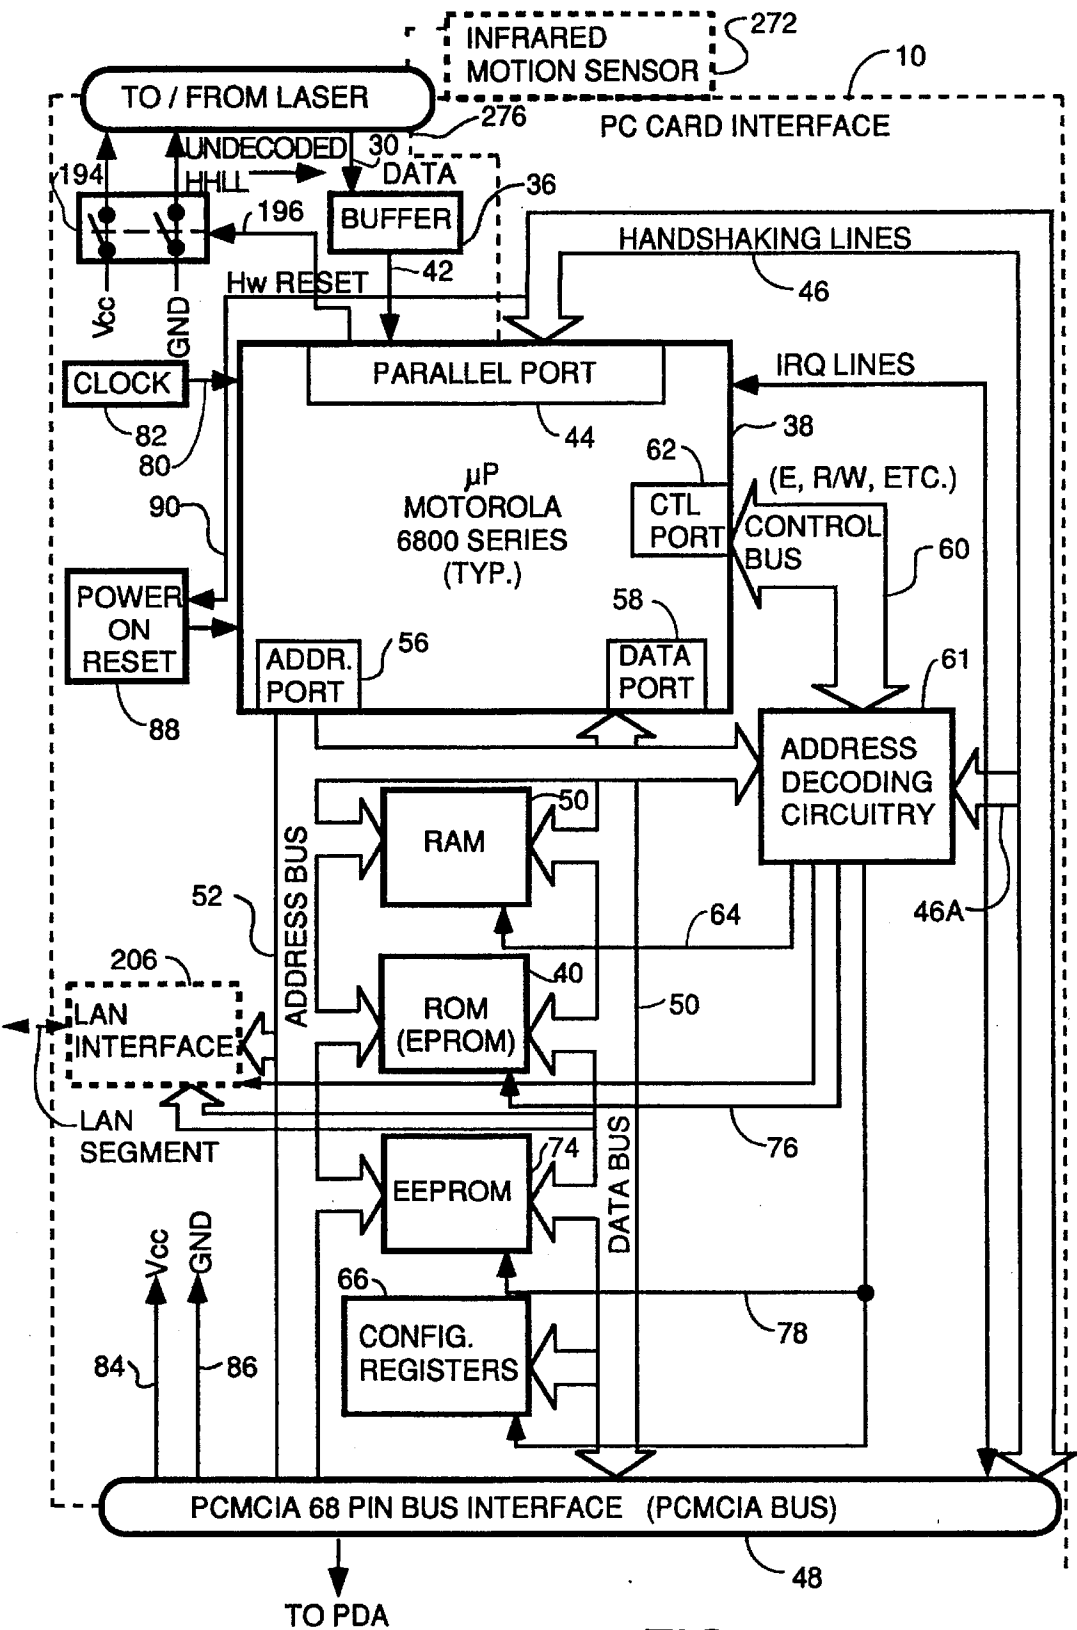 INFRARED
MOTION SENSOR
272
10
TO / FROM LASER
276
PC CARD INTERFACE
UNDECODED
HHLL
30
DATA
194
196
BUFFER
36
HANDSHAKING LINES
46
42
Hw RESET
Vcc
GND
CLOCK
82
80
PARALLEL PORT
44
IRQ LINES
38
62
µP
MOTOROLA
6800 SERIES
(TYP.)
CTL
PORT
(E, R/W, ETC.)
CONTROL
BUS
60
90
POWER
ON
RESET
88
ADDR.
PORT
56
58
DATA
PORT
61
ADDRESS
DECODING
CIRCUITRY
50
RAM
ADDRESS BUS
52
64
46A
206
LAN
INTERFACE
40
ROM
(EPROM)
50
LAN
SEGMENT
76
74
EEPROM
DATA BUS
Vcc
GND
66
CONFIG.
REGISTERS
78
84
86
PCMCIA 68 PIN BUS INTERFACE (PCMCIA BUS)
48
TO PDA